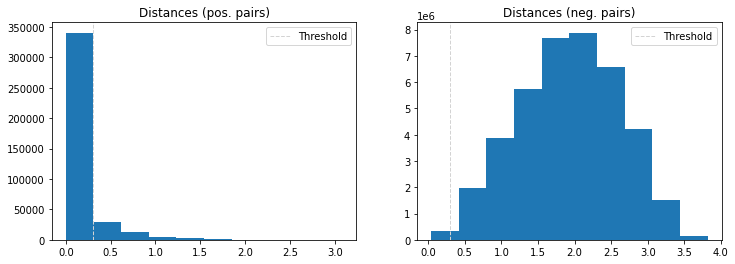 Distances (pos. pairs)
350000
300000
250000
200000
150000
100000
50000
0
0.0 0.5 1.0 1.5 2.0 2.5 3.0
Threshold
Distances (neg. pairs)
1e6
8
7
6
5
4
3
2
1
0
0.0 0.5 1.0 1.5 2.0 2.5 3.0 3.5 4.0
Threshold